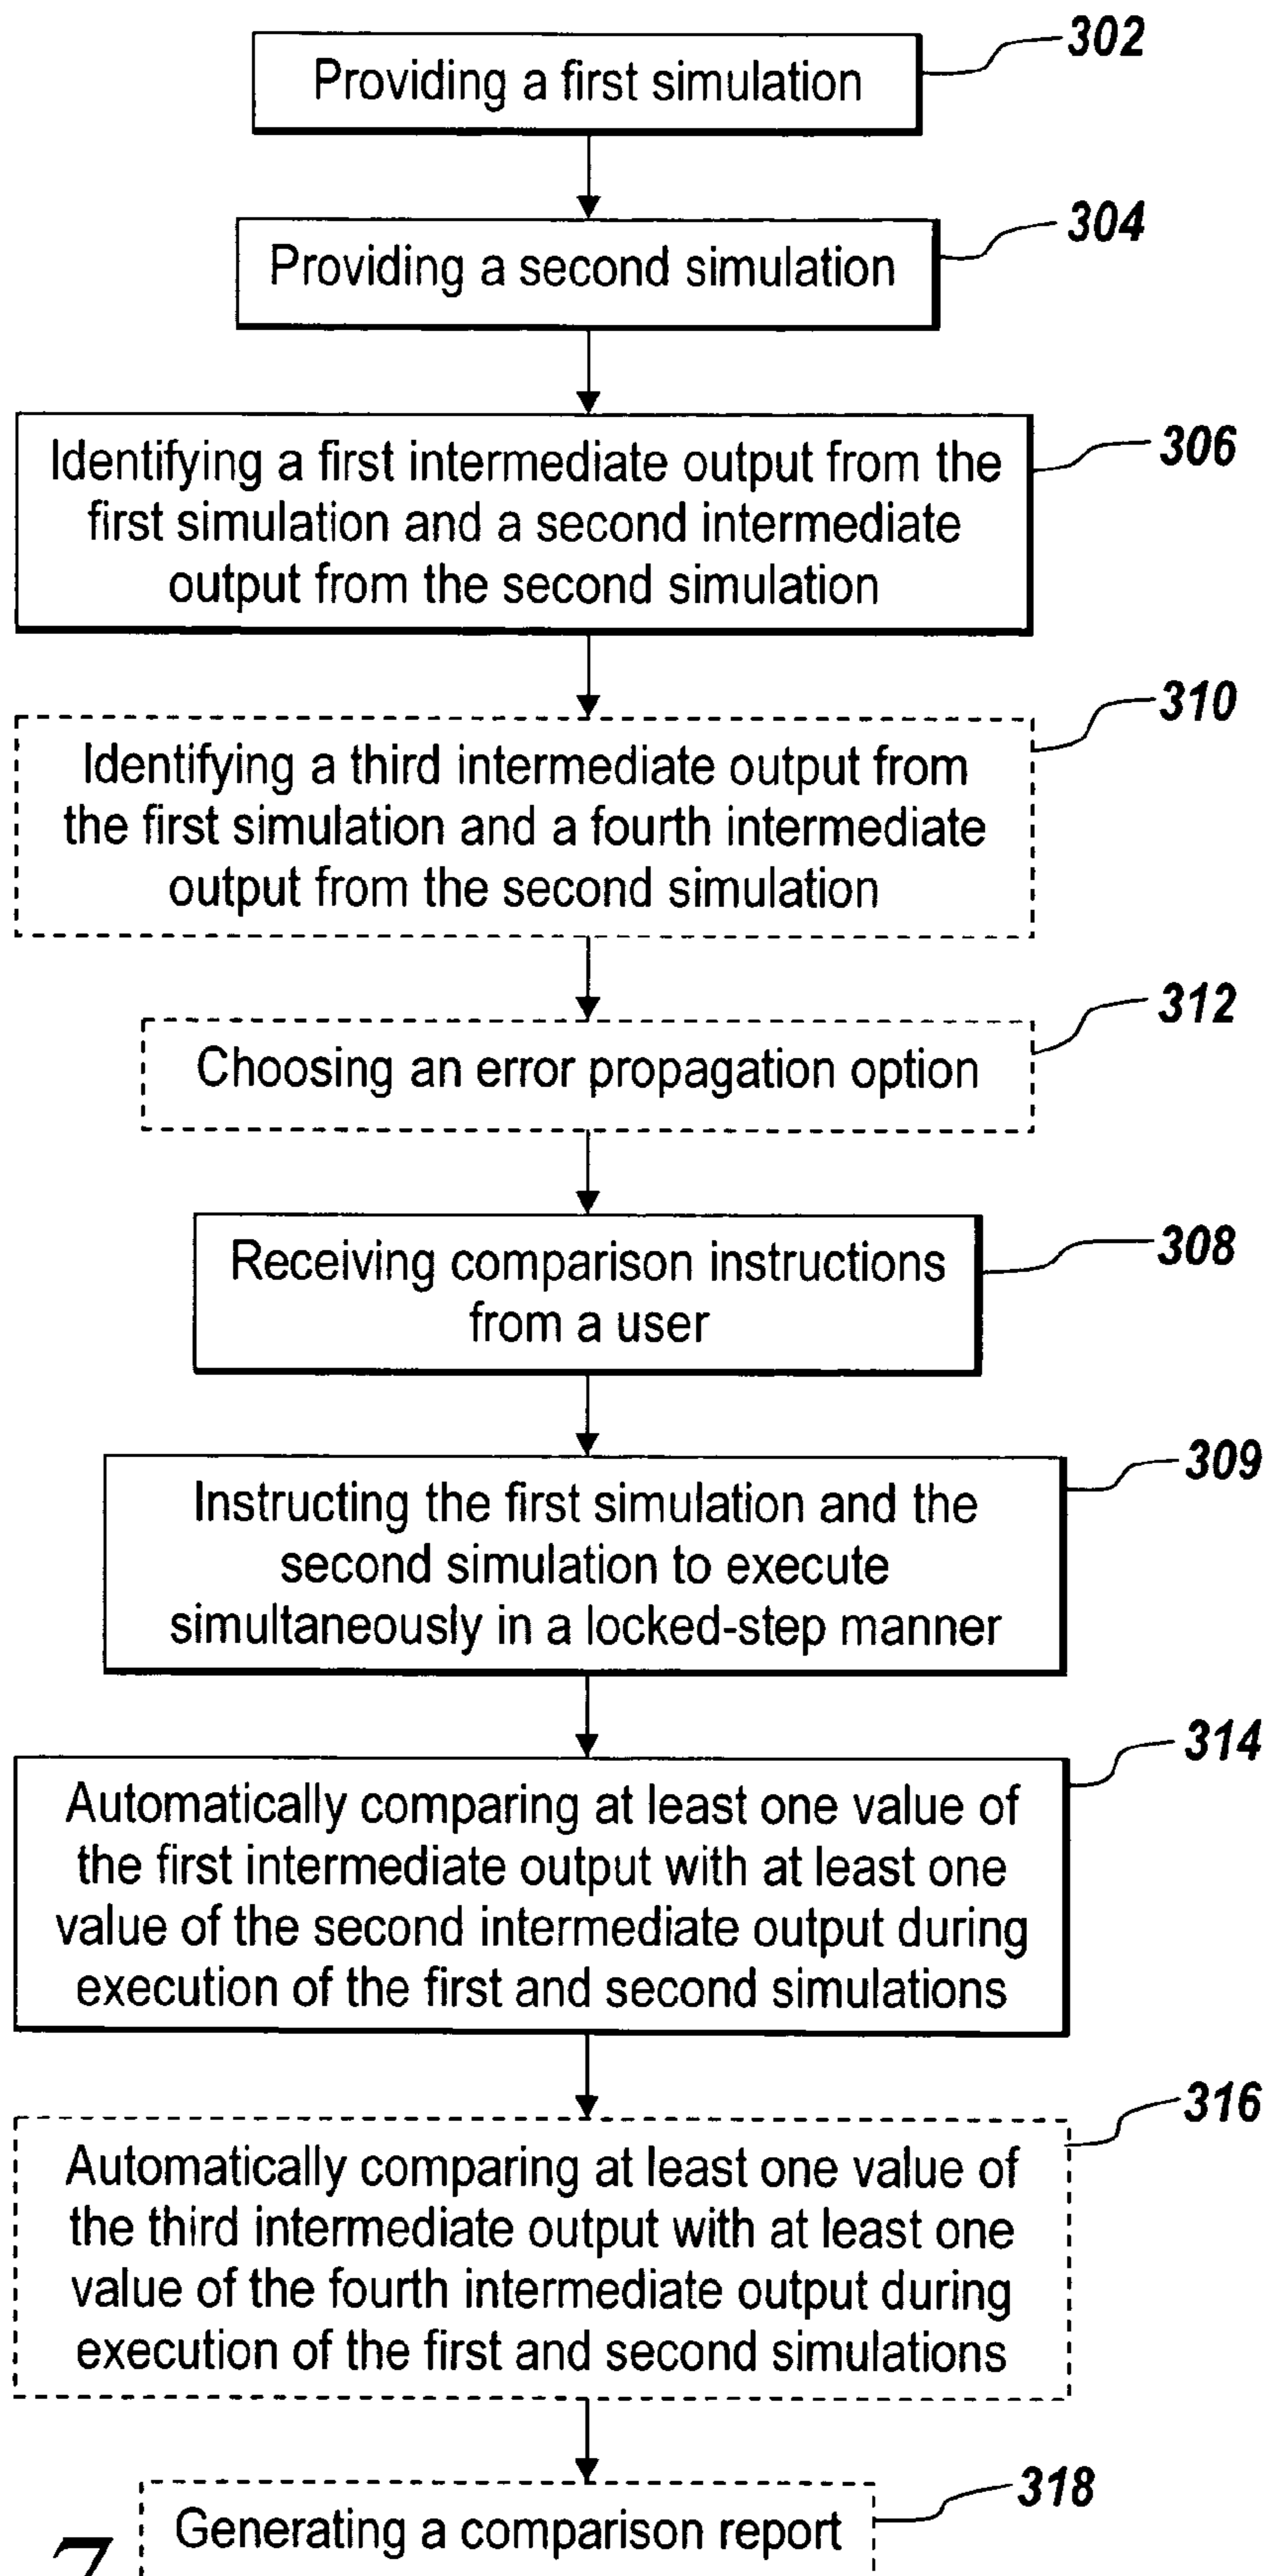 302
Providing a first simulation
304
Providing a second simulation
306
Identifying a first intermediate output from the
first simulation and a second intermediate
output from the second simulation
310
Identifying a third intermediate output from
the first simulation and a fourth intermediate
output from the second simulation
312
Choosing an error propagation option
308
Receiving comparison instructions
from a user
309
Instructing the first simulation and the
second simulation to execute
simultaneously in a locked-step manner
314
Automatically comparing at least one value of
the first intermediate output with at least one
value of the second intermediate output during
execution of the first and second simulations
316
Automatically comparing at least one value of
the third intermediate output with at least one
value of the fourth intermediate output during
execution of the first and second simulations
318
Generating a comparison report